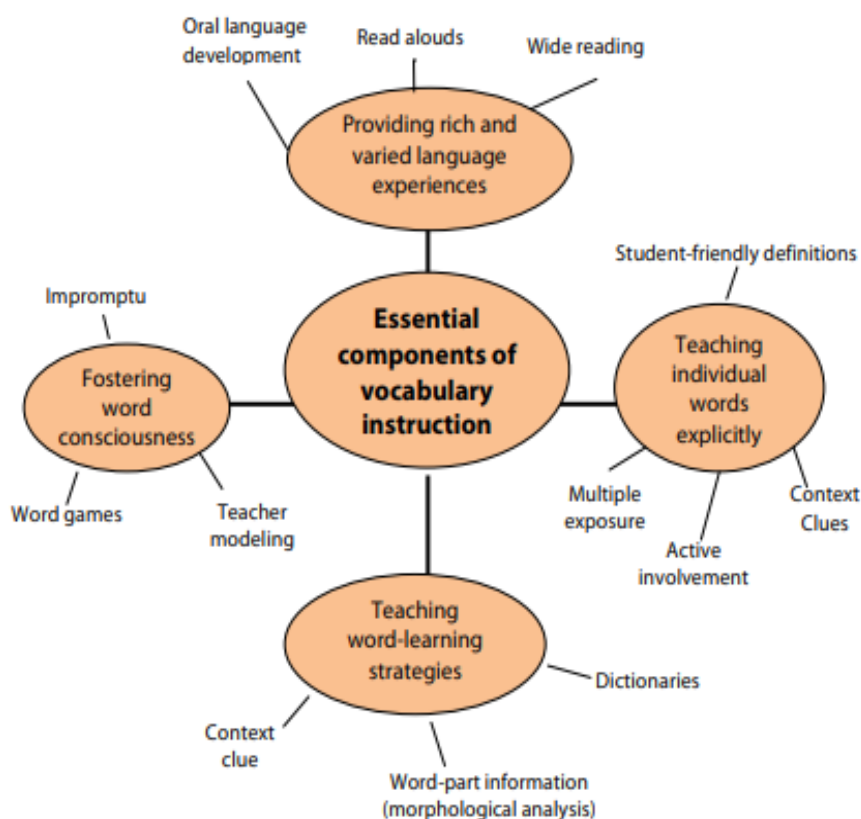 Oral language
development
Read alouds
Wide reading
Providing rich and
varied language
experiences
Student-friendly definitions
Impromptu
Essential
components of
vocabulary
instruction
Teaching
individual
words
explicitly
Fostering
word
consciousness
Word games
Teacher
modeling
Multiple
exposure
Active
involvement
Context
Clues
Teaching
word-learning
strategies
Dictionaries
Context
clue
Word-part information
(morphological analysis)